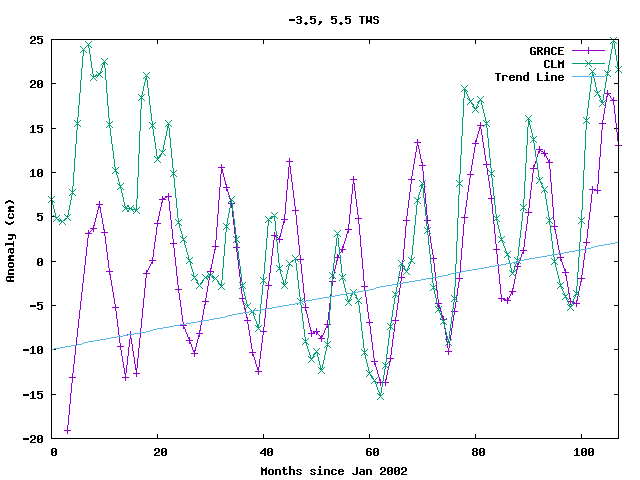 -3.5, 5.5 TWS
GRACE
CLM
Trend Line
25
20
15
10
5
0
-5
-10
-15
-20
Anomaly (cm)
0 20 40 60 80 100
Months since Jan 2002